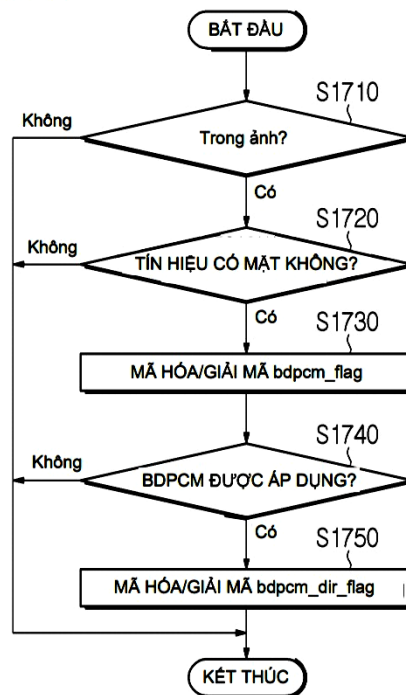 BẮT ĐẦU
S1710
Không
Trong ảnh?
Có
S1720
Không
TÍN HIỆU CÓ MẶT KHÔNG?
Có
S1730
MÃ HÓA/GIẢI MÃ bdpcm_flag
S1740
Không
BDPCM ĐƯỢC ÁP DỤNG?
Có
S1750
MÃ HÓA/GIẢI MÃ bdpcm_dir_flag
KẾT THÚC